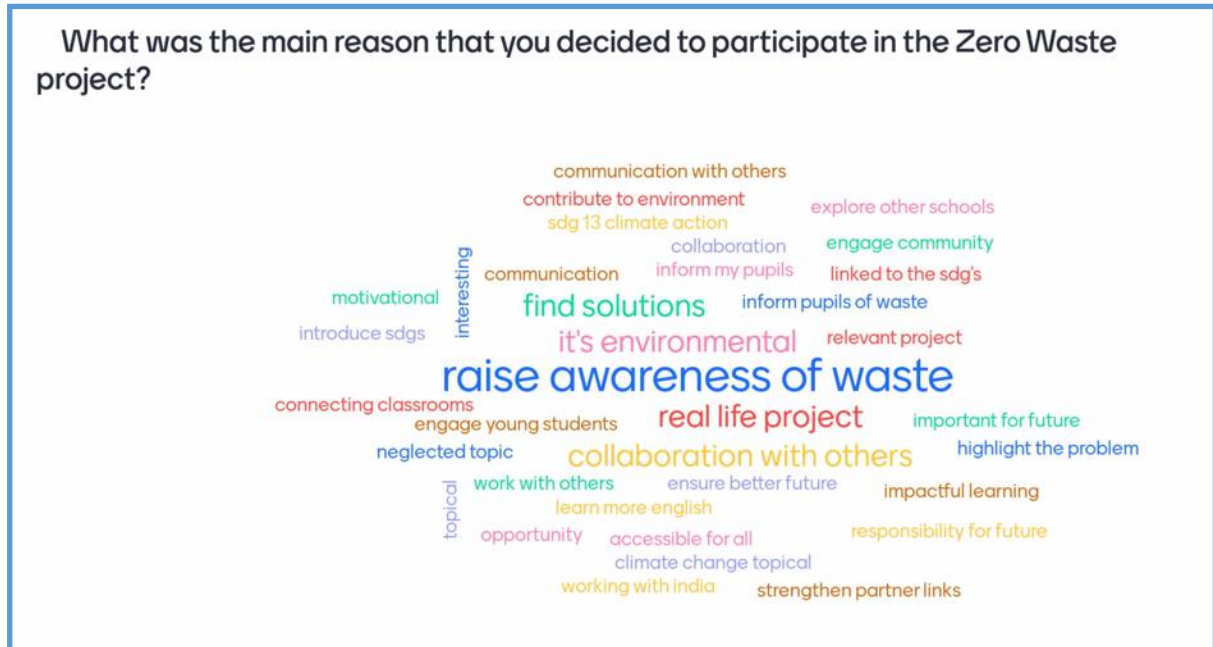 What was the main reason that you decided to participate in the Zero Waste
project?
communication with others
contribute to environment
explore other schools
sdg 13 climate action
collaboration
engage community
interesting
communication
inform my pupils
linked to the sdg's
motivational
find solutions
inform pupils of waste
introduce sdgs
it's environmental
relevant project
raise awareness of waste
connecting classrooms
real life project
important for future
engage young students
neglected topic
collaboration with others
highlight the problem
topical
work with others
ensure better future
impactful learning
learn more english
opportunity
accessible for all
responsibility for future
climate change topical
working with india
strengthen partner links